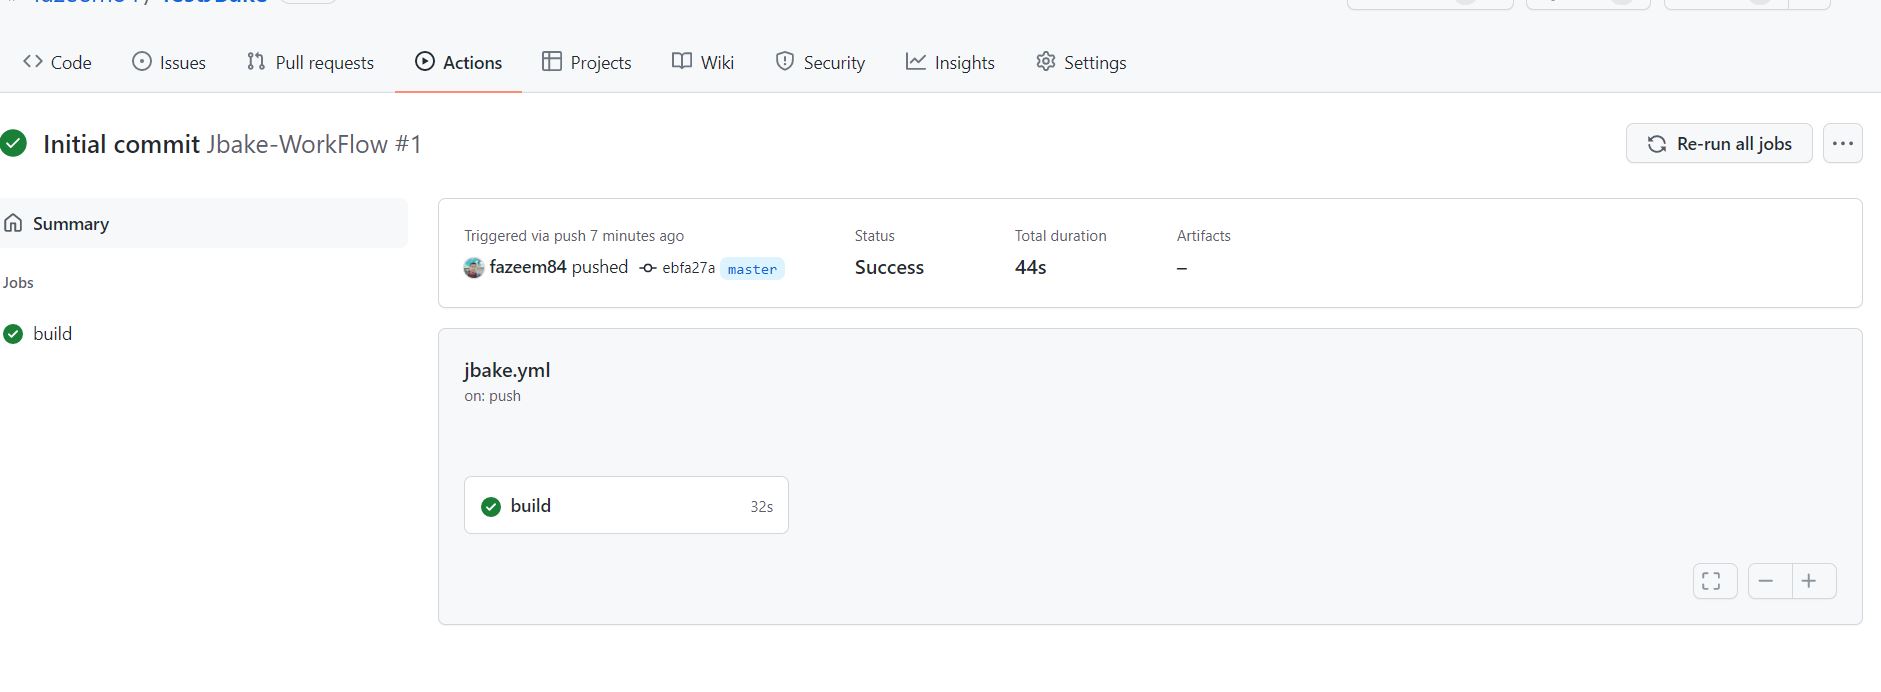 Code Issues Pull requests Actions Projects Wiki Security Insights Settings
Initial commit Jbake-WorkFlow #1
Re-run all jobs
Summary
Jobs
build
Triggered via push 7 minutes ago
fazeem84 pushed ebfa27a master
Status
Success
Total duration
44s
Artifacts
–
jbake.yml
on: push
build 32s